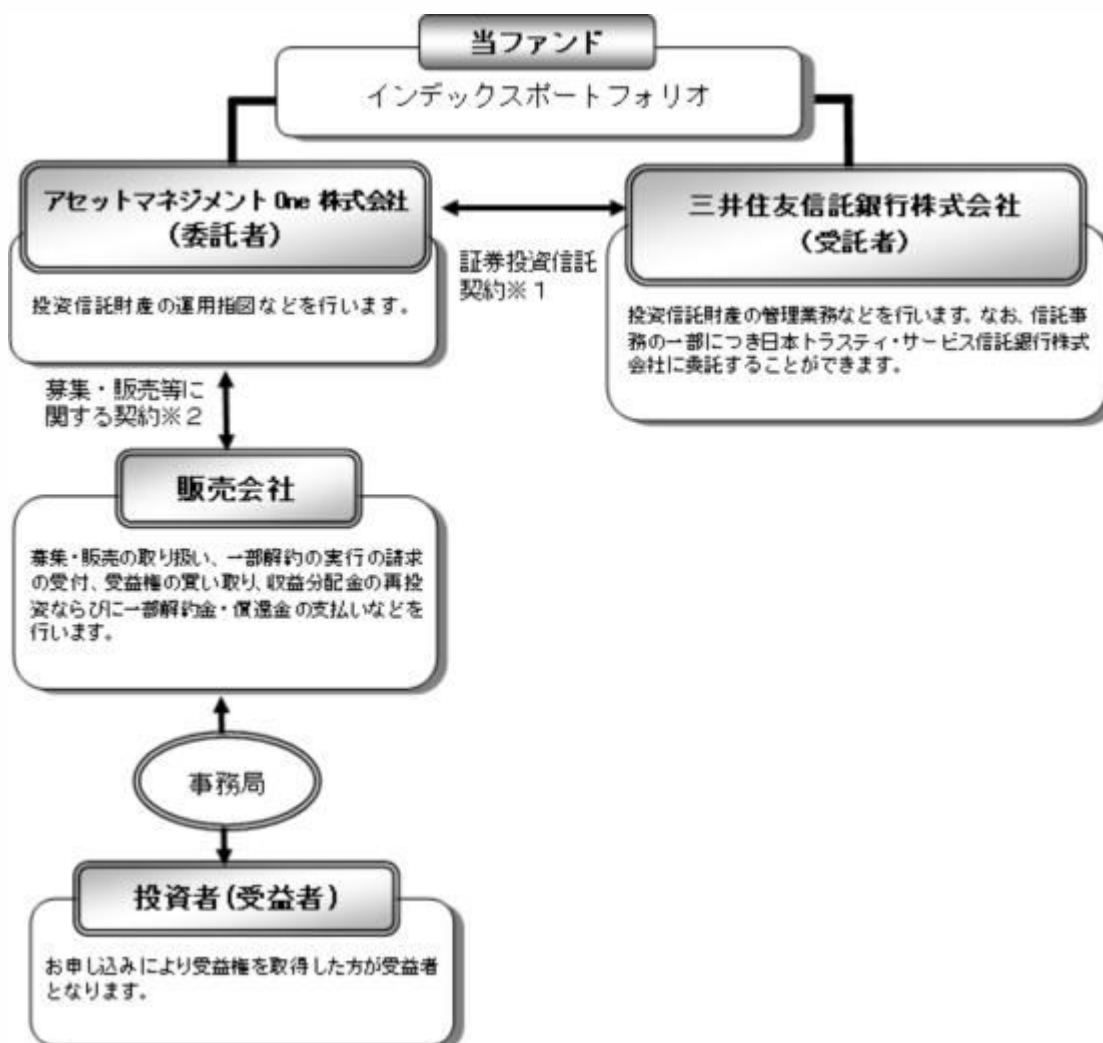 当ファンド
インデックスポートフォリオ
アセットマネジメント One 株式会社
（委託者）
投資信託財産の運用指図などを行います。
証券投資信託
契約※１
三井住友信託銀行株式会社
（受託者）
投資信託財産の管理業務などを行います。なお、信託事
務の一部につき日本トラスティ・サービス信託銀行株式
会社に委託することができます。
募集・販売等に
関する契約※２
販売会社
募集・販売の取り扱い、一部解約の実行の請求
の受付、受益権の買い取り、収益分配金の再投
資ならびに一部解約金・償還金の支払いなどを
行います。
事務局
投資者(受益者)
お申し込みにより受益権を取得した方が受益者
となります。